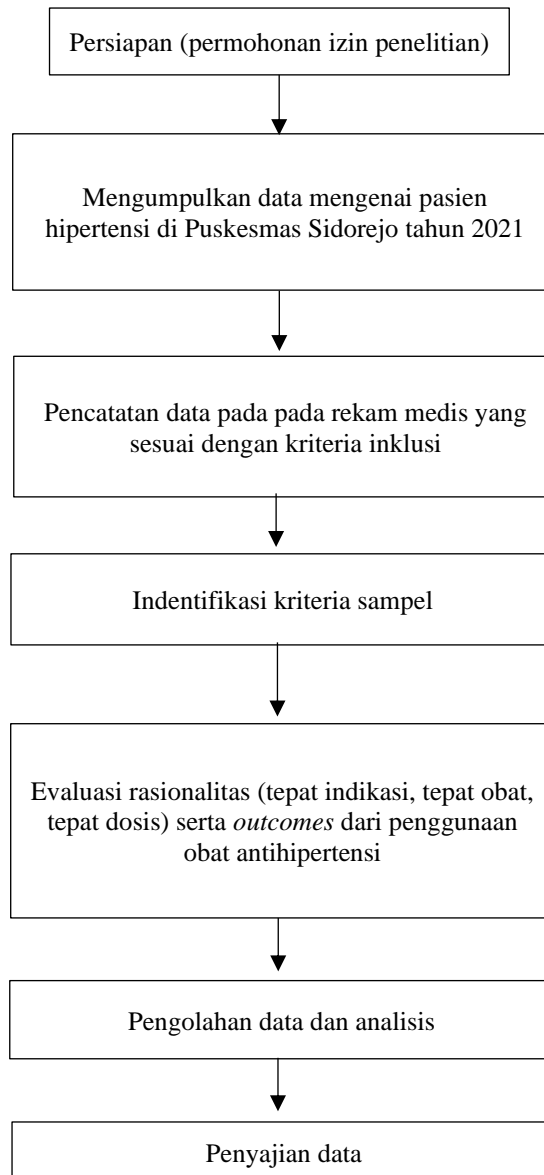 Persiapan (permohonan izin penelitian)
Mengumpulkan data mengenai pasien
hipertensi di Puskesmas Sidorejo tahun 2021
Pencatatan data pada pada rekam medis yang
sesuai dengan kriteria inklusi
Indentifikasi kriteria sampel
Evaluasi rasionalitas (tepat indikasi, tepat obat,
tepat dosis) serta outcomes dari penggunaan
obat antihipertensi
Pengolahan data dan analisis
Penyajian data